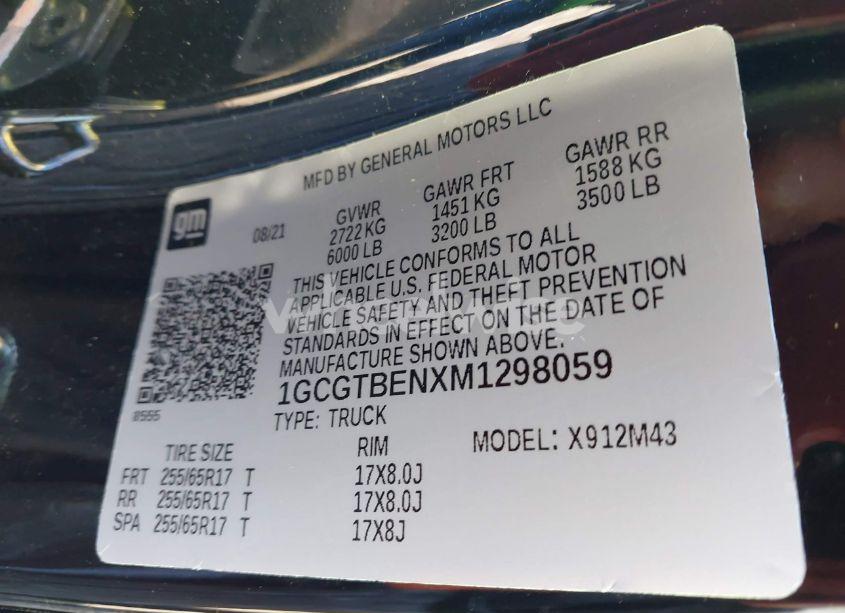 MFD BY GENERAL MOTORS LLC
gm
08/21
GVWR
2722 KG
6000 LB
GAWR FRT
1451 KG
3200 LB
GAWR RR
1588 KG
3500 LB
THIS VEHICLE CONFORMS TO ALL
APPLICABLE U.S. FEDERAL MOTOR
VEHICLE SAFETY AND THEFT PREVENTION
STANDARDS IN EFFECT ON THE DATE OF
MANUFACTURE SHOWN ABOVE.
1GCGTBENXM1298059
TYPE: TRUCK
MODEL: X912M43
TIRE SIZE RIM
FRT 255/65R17 T 17X8.0J
RR 255/65R17 T 17X8.0J
SPA 255/65R17 T 17X8J